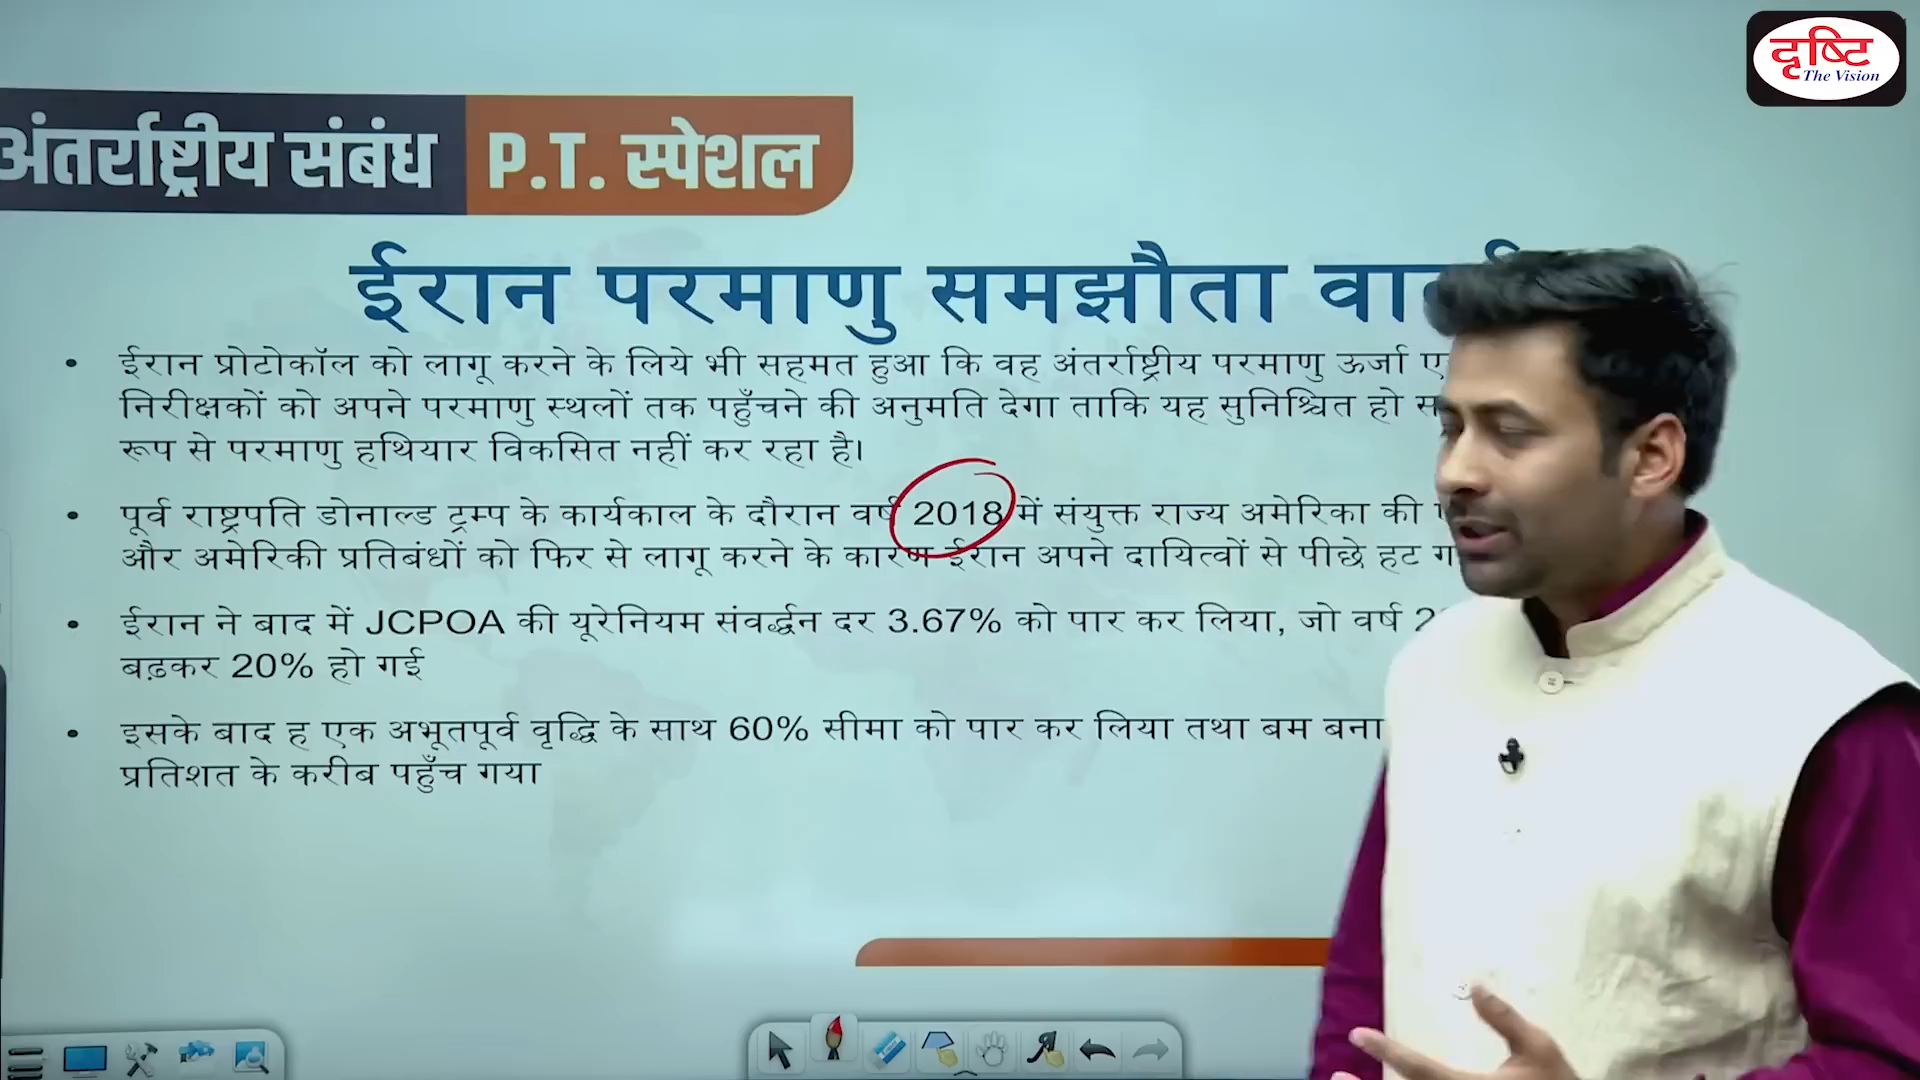 दृष्टि
The Vision
अंतर्राष्ट्रीय संबंध P.T. स्पेशल
ईरान परमाणु समझौता
• ईरान प्रोटोकॉल को लागू करने के लिये भी सहमत हुआ कि वह अंतर्राष्ट्रीय परमाणु ऊर्जा
निरीक्षकों को अपने परमाणु स्थलों तक पहुँचने की अनुमति देगा ताकि यह सुनिश्चित हो
रूप से परमाणु हथियार विकसित नहीं कर रहा है।
• पूर्व राष्ट्रपति डोनाल्ड ट्रम्प के कार्यकाल के दौरान वर्ष 2018 में संयुक्त राज्य अमेरिका की
और अमेरिकी प्रतिबंधों को फिर से लागू करने के कारण ईरान अपने दायित्वों से पीछे हट
• ईरान ने बाद में JCPOA की यूरेनियम संवर्द्धन दर 3.67% को पार कर लिया, जो वर्ष
बढ़कर 20% हो गई
• इसके बाद ह एक अभूतपूर्व वृद्धि के साथ 60% सीमा को पार कर लिया तथा बम बना
प्रतिशत के करीब पहुँच गया